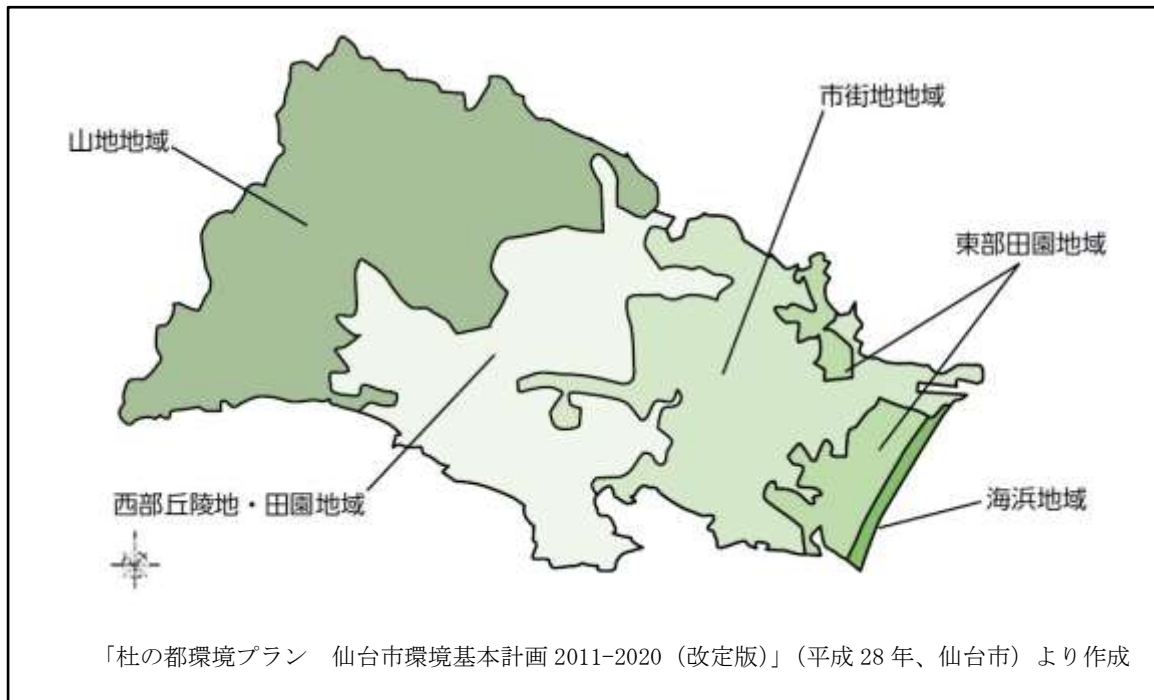 市街地地域
山地地域
東部田園地域
西部丘陵地・田園地域
海浜地域
「杜の都環境プラン　仙台市環境基本計画 2011-2020（改定版）」（平成 28 年、仙台市）より作成